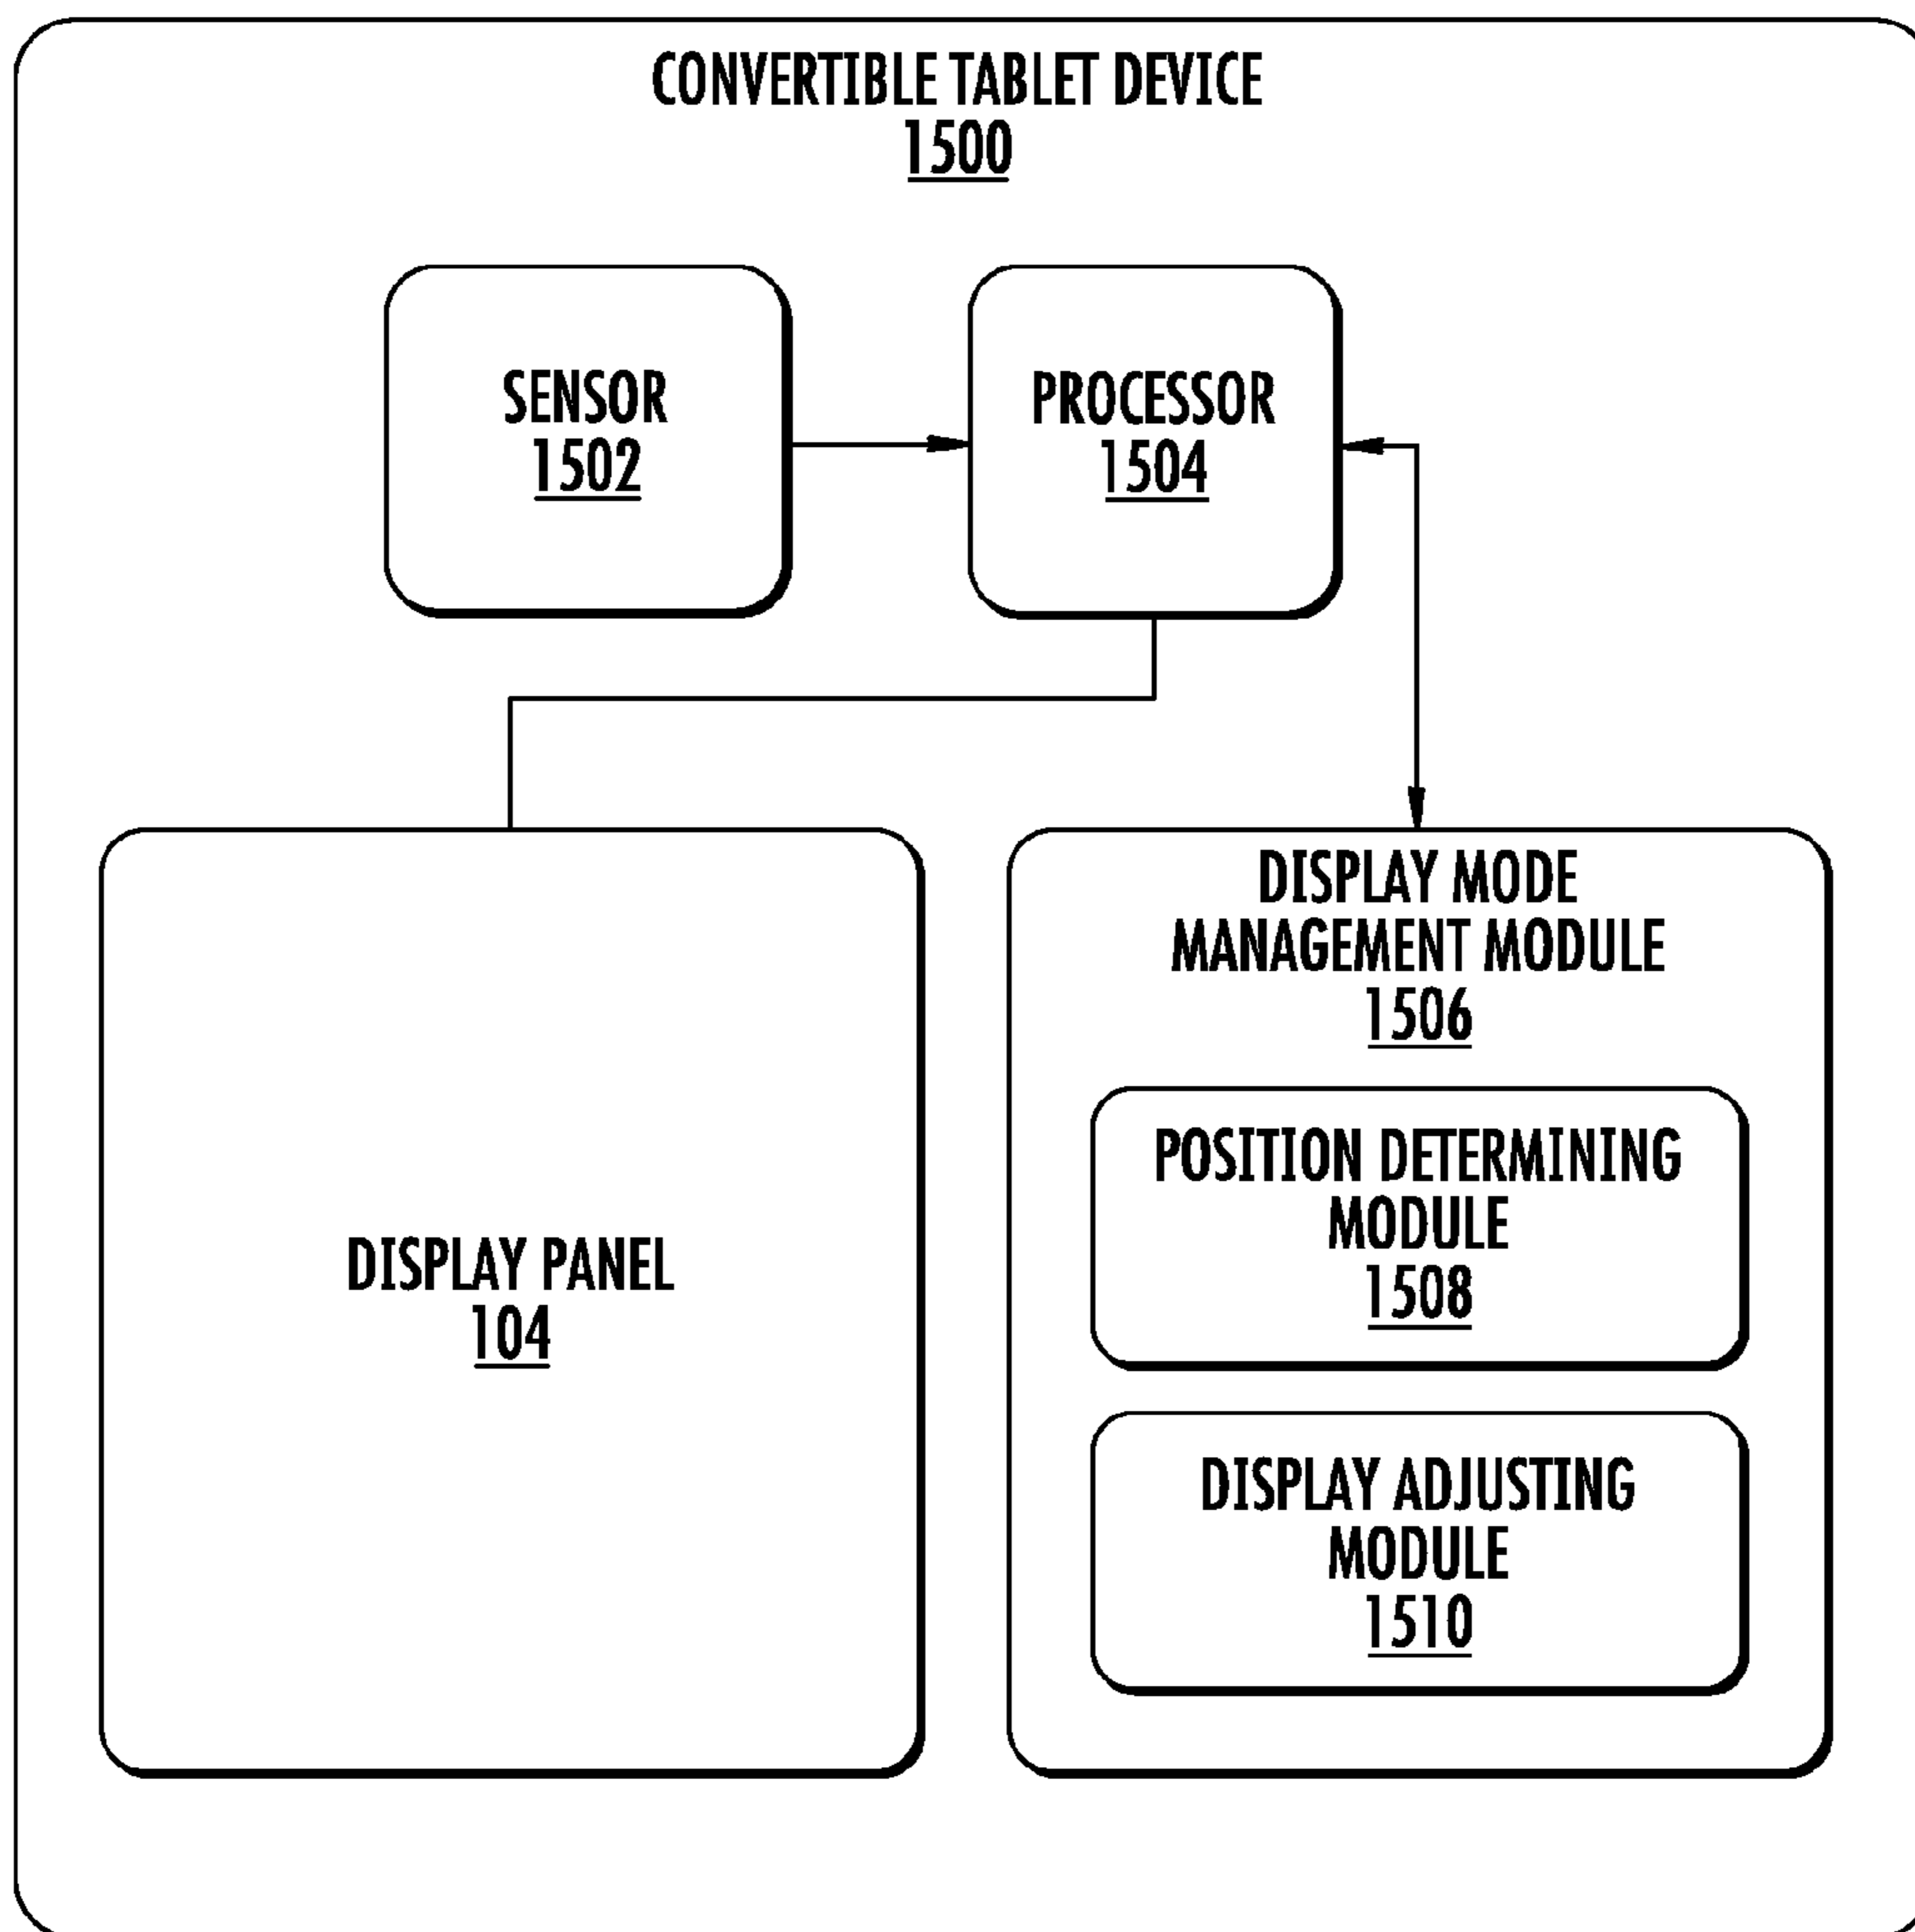 CONVERTIBLE TABLET DEVICE
1500
SENSOR
1502
PROCESSOR
1504
DISPLAY PANEL
104
DISPLAY MODE
MANAGEMENT MODULE
1506
POSITION DETERMINING
MODULE
1508
DISPLAY ADJUSTING
MODULE
1510